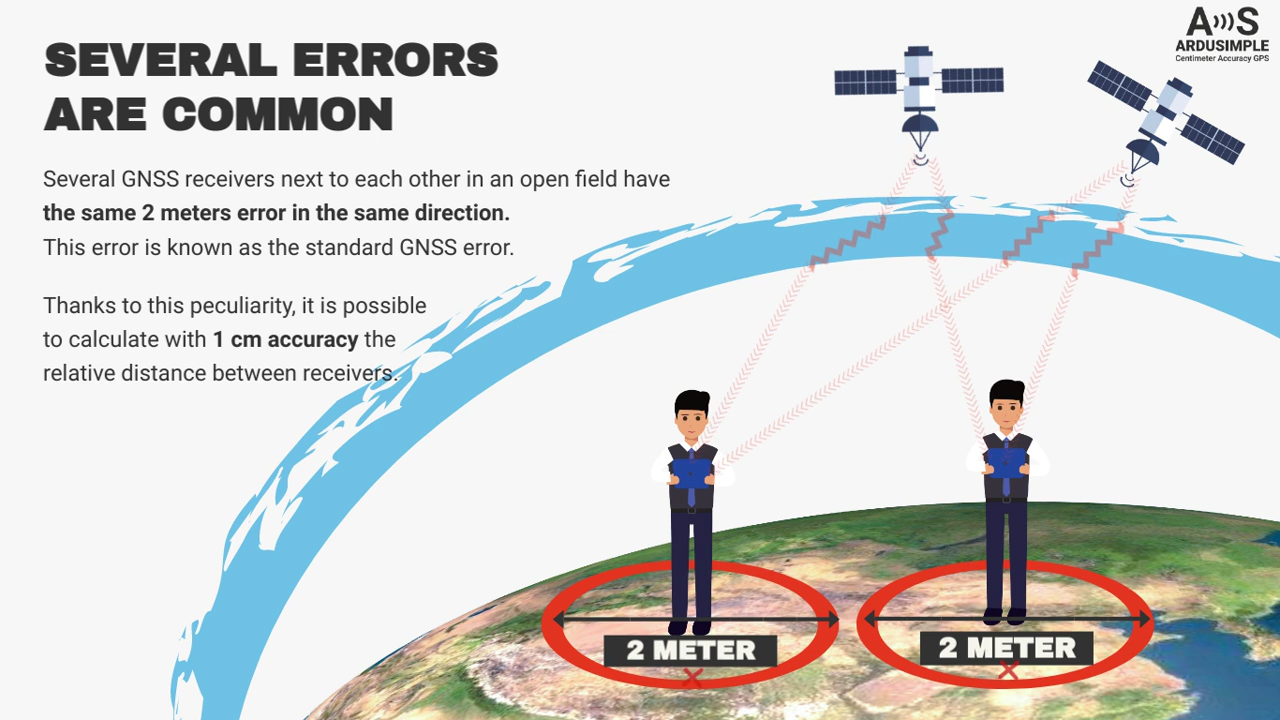 SEVERAL ERRORS
ARE COMMON
Several GNSS receivers next to each other in an open field have
the same 2 meters error in the same direction.
This error is known as the standard GNSS error.
Thanks to this peculiarity, it is possible
to calculate with 1 cm accuracy the
relative distance between receivers.
A S
ARDUSIMPLE
Centimeter Accuracy GPS
2 METER
2 METER